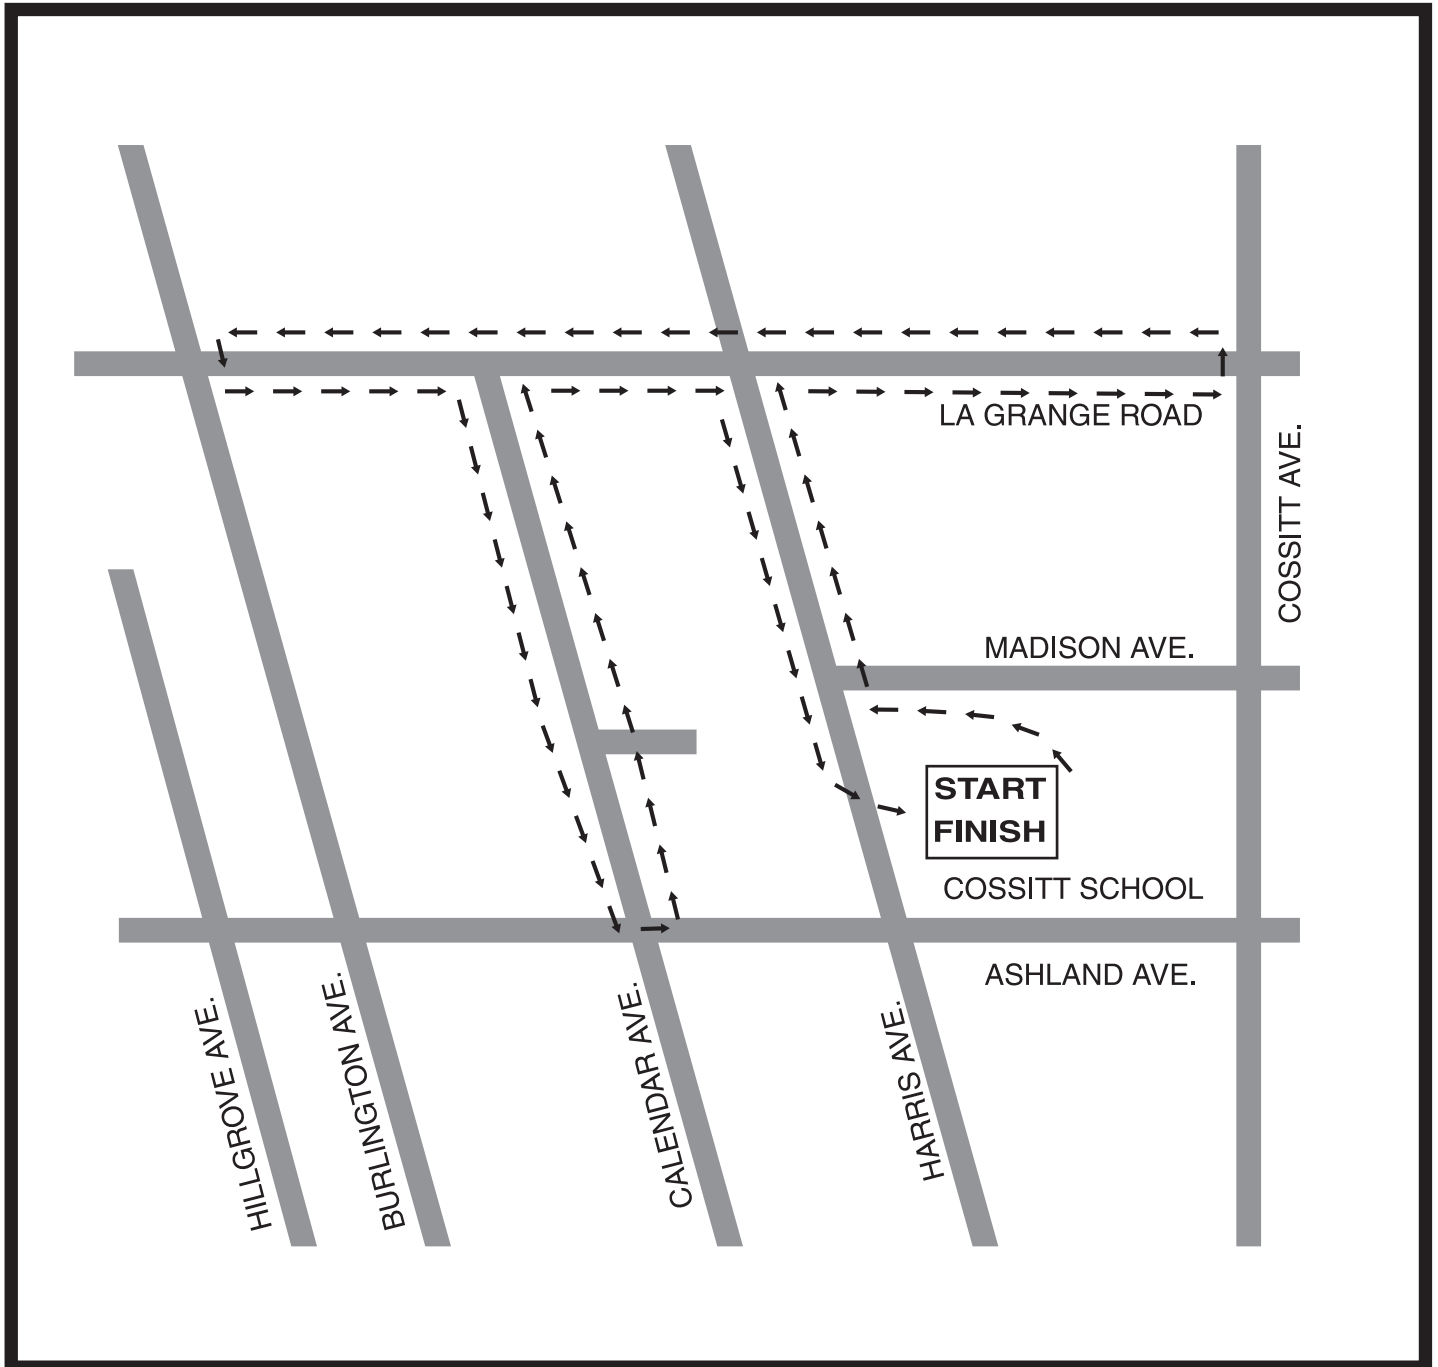 LA GRANGE ROAD
COSSITT AVE.
MADISON AVE.
START
FINISH
COSSITT SCHOOL
ASHLAND AVE.
HILLGROVE AVE.
BURLINGTON AVE.
CALENDAR AVE.
HARRIS AVE.